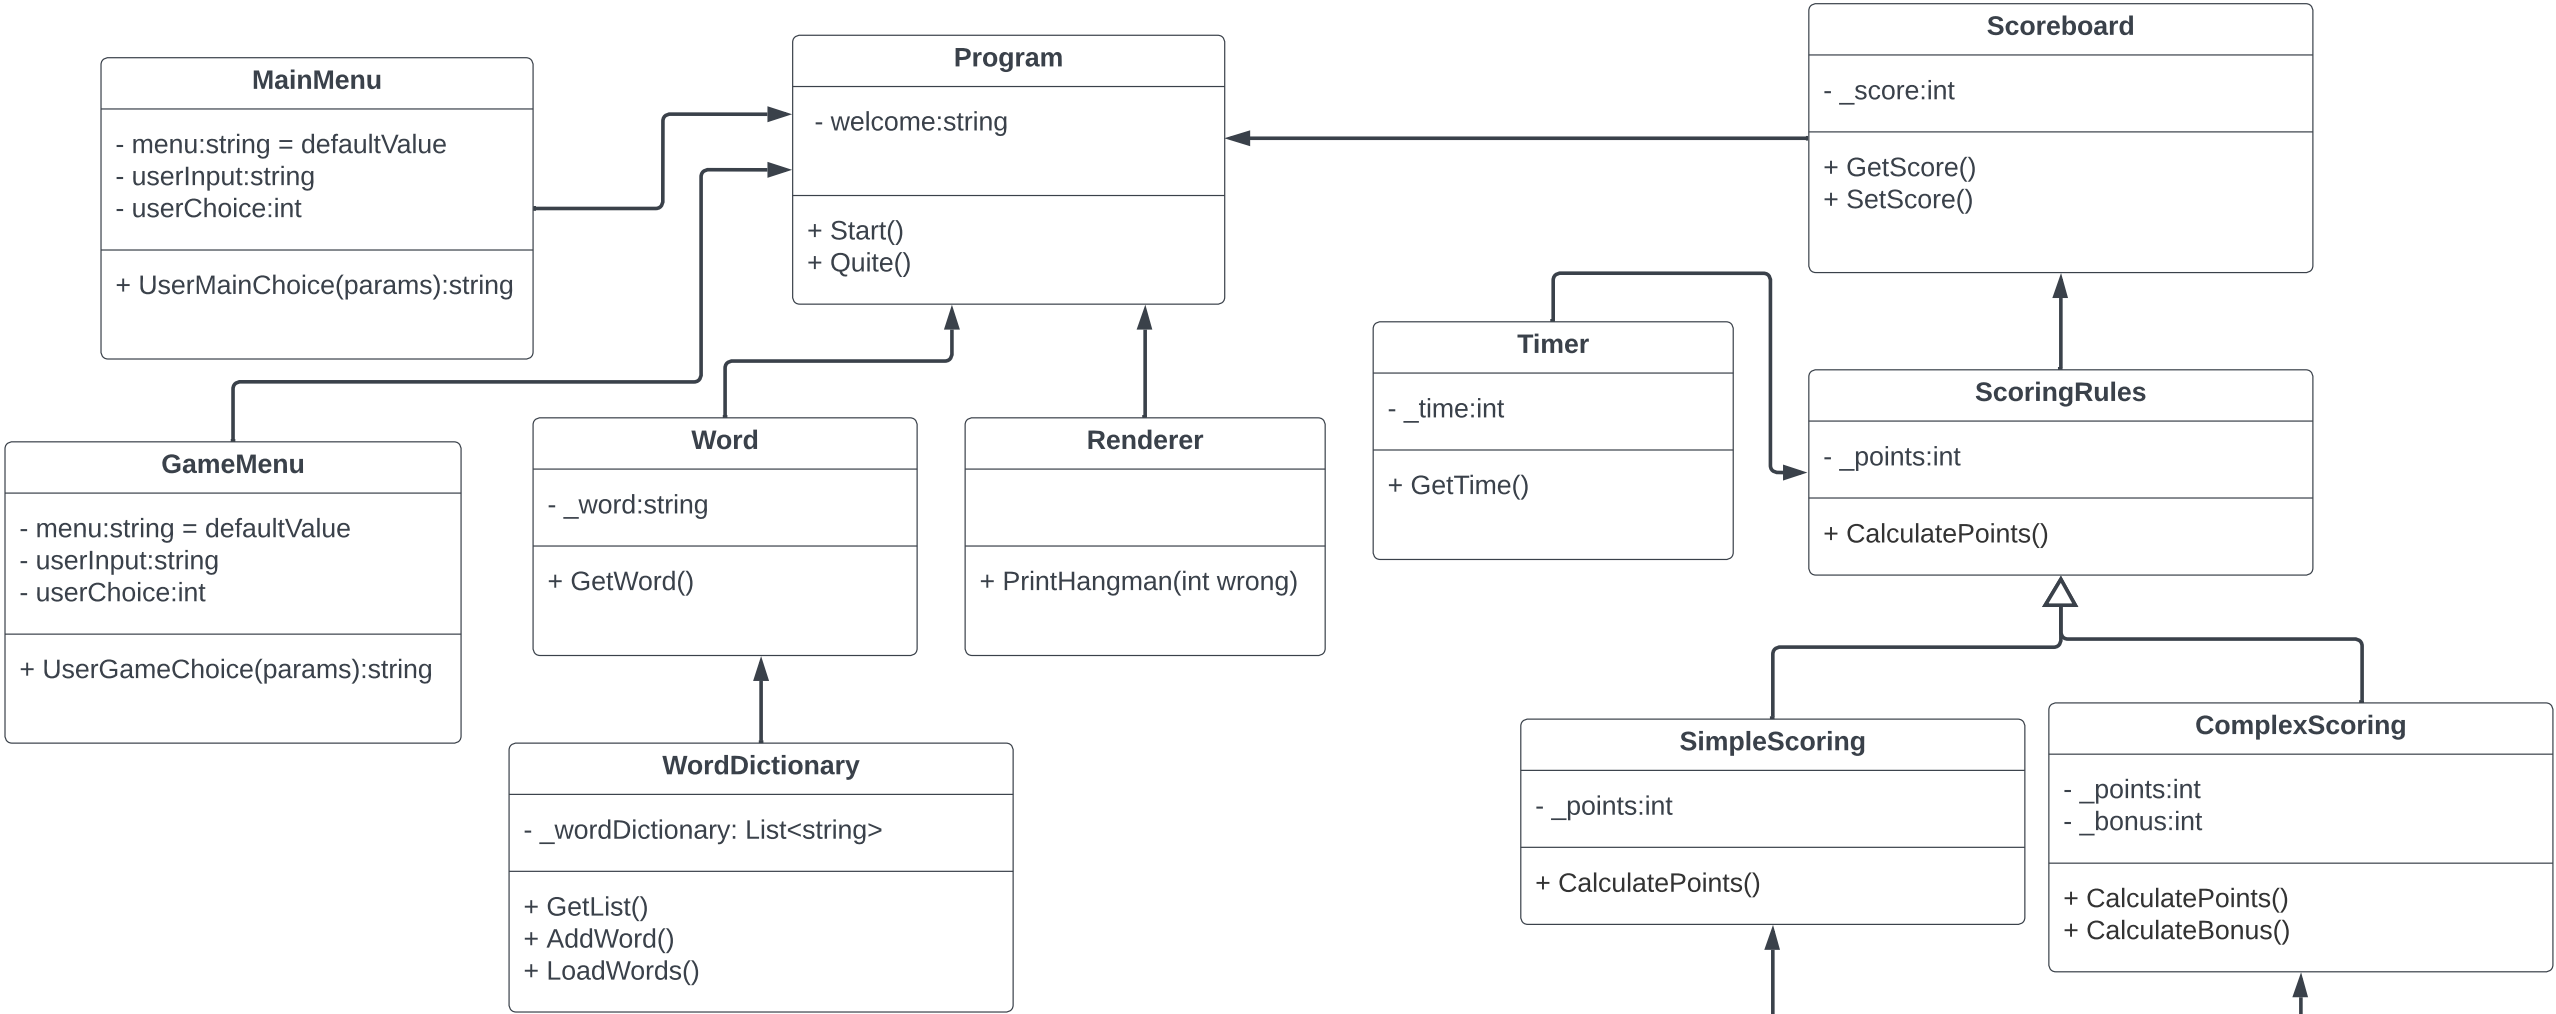 MainMenu
- menu:string = defaultValue
- userInput:string
- userChoice:int
+ UserMainChoice(params):string
Program
- welcome:string
+ Start()
+ Quite()
Scoreboard
- _score:int
+ GetScore()
+ SetScore()
GameMenu
- menu:string = defaultValue
- userInput:string
- userChoice:int
+ UserGameChoice(params):string
Word
- _word:string
+ GetWord()
Renderer
+ PrintHangman(int wrong)
Timer
- _time:int
+ GetTime()
ScoringRules
- _points:int
+ CalculatePoints()
WordDictionary
- _wordDictionary: List<string>
+ GetList()
+ AddWord()
+ LoadWords()
SimpleScoring
- _points:int
+ CalculatePoints()
ComplexScoring
- _points:int
- _bonus:int
+ CalculatePoints()
+ CalculateBonus()